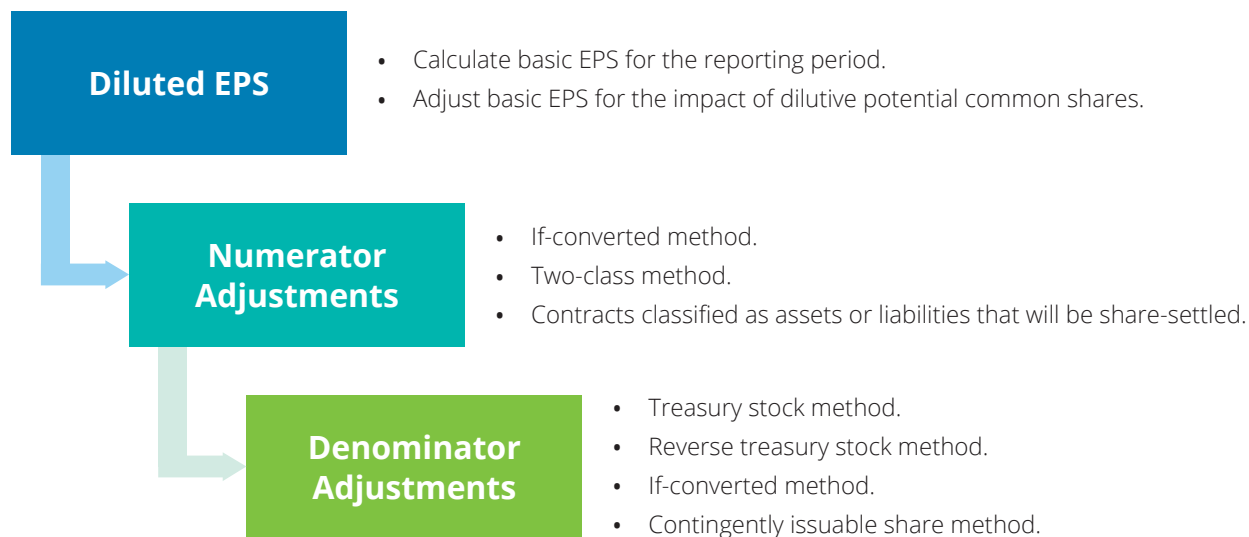 Diluted EPS
• Calculate basic EPS for the reporting period.
• Adjust basic EPS for the impact of dilutive potential common shares.
Numerator
Adjustments
• If-converted method.
• Two-class method.
• Contracts classified as assets or liabilities that will be share-settled.
Denominator
Adjustments
• Treasury stock method.
• Reverse treasury stock method.
• If-converted method.
• Contingently issuable share method.